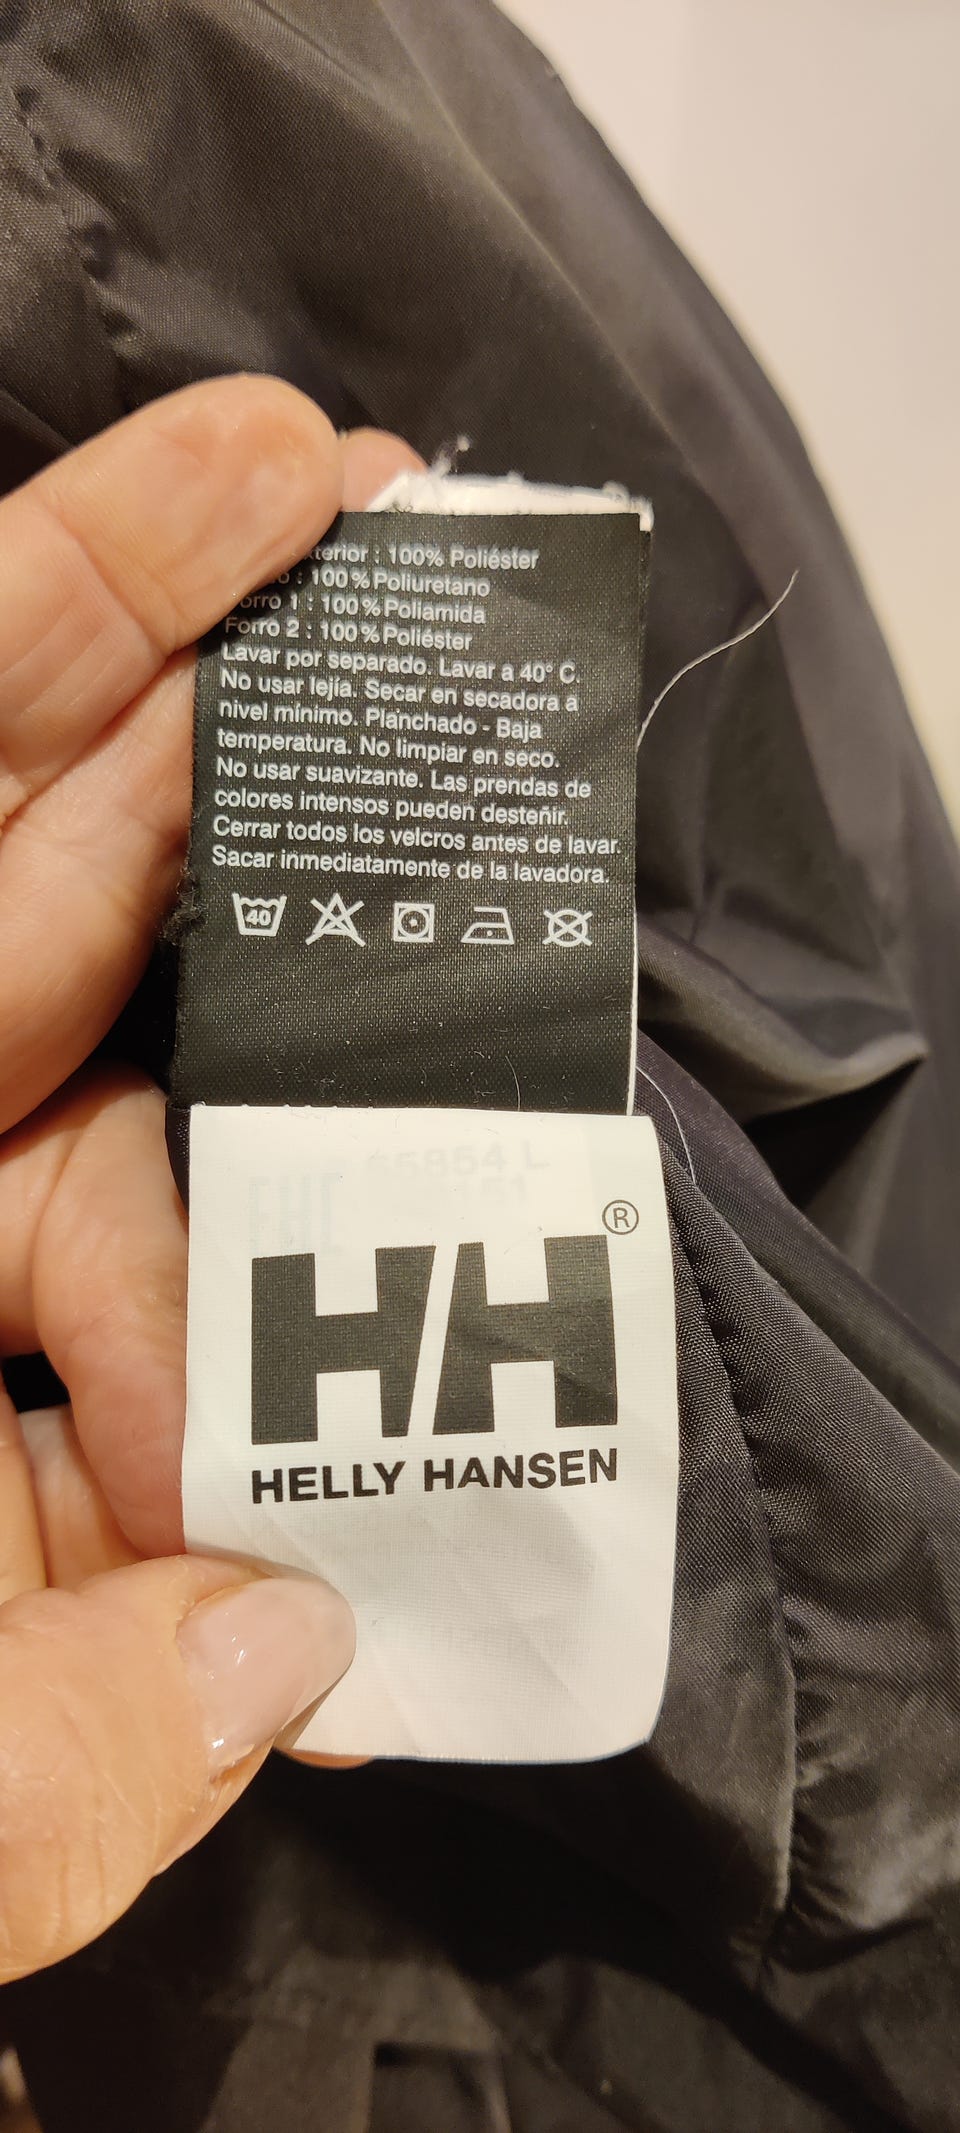 : 100% Poliéster
: 100% Poliuretano
Forro 1 : 100% Poliamida
Forro 2 : 100% Poliéster
Lavar por separado. Lavar a 40° C.
No usar lejía. Secar en secadora a
nivel mínimo. Planchado - Baja
temperatura. No limpiar en seco.
No usar suavizante. Las prendas de
colores intensos pueden desteñir.
Cerrar todos los velcros antes de lavar.
Sacar inmediatamente de la lavadora.
40
HH®
HELLY HANSEN